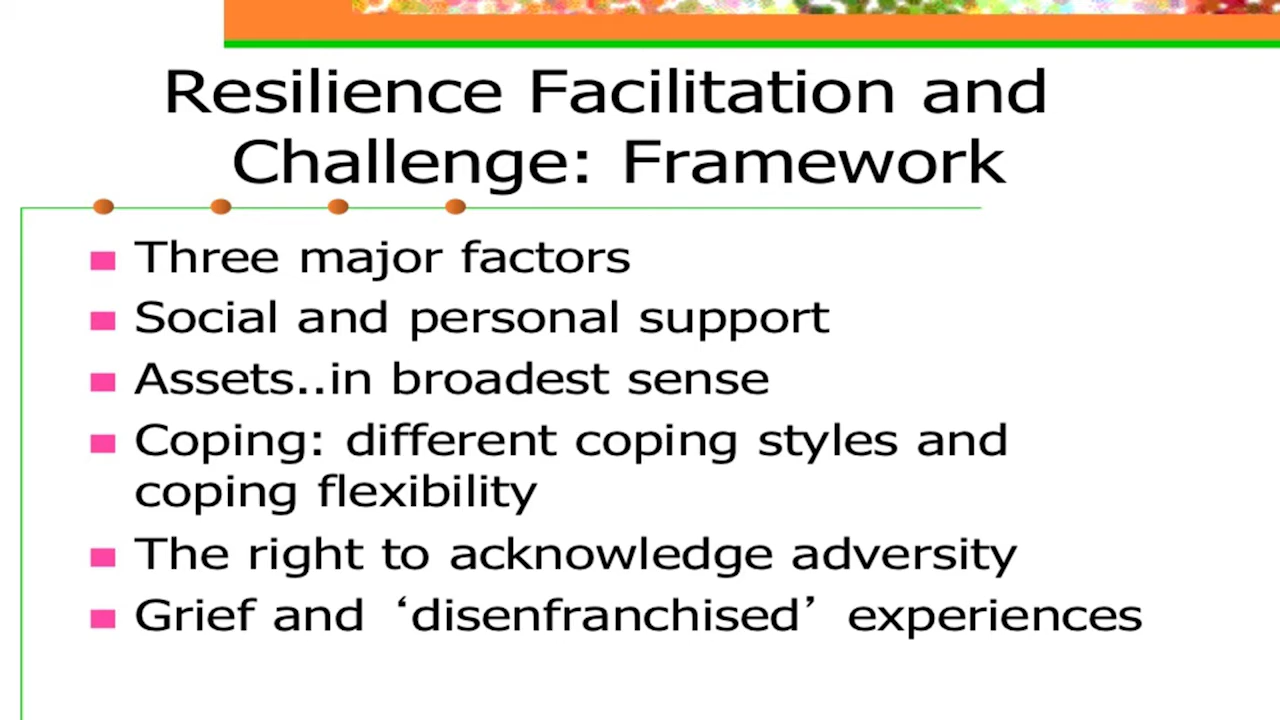 Resilience Facilitation and
Challenge: Framework
Three major factors
Social and personal support
Assets..in broadest sense
Coping: different coping styles and
coping flexibility
The right to acknowledge adversity
Grief and ‘disenfranchised’ experiences